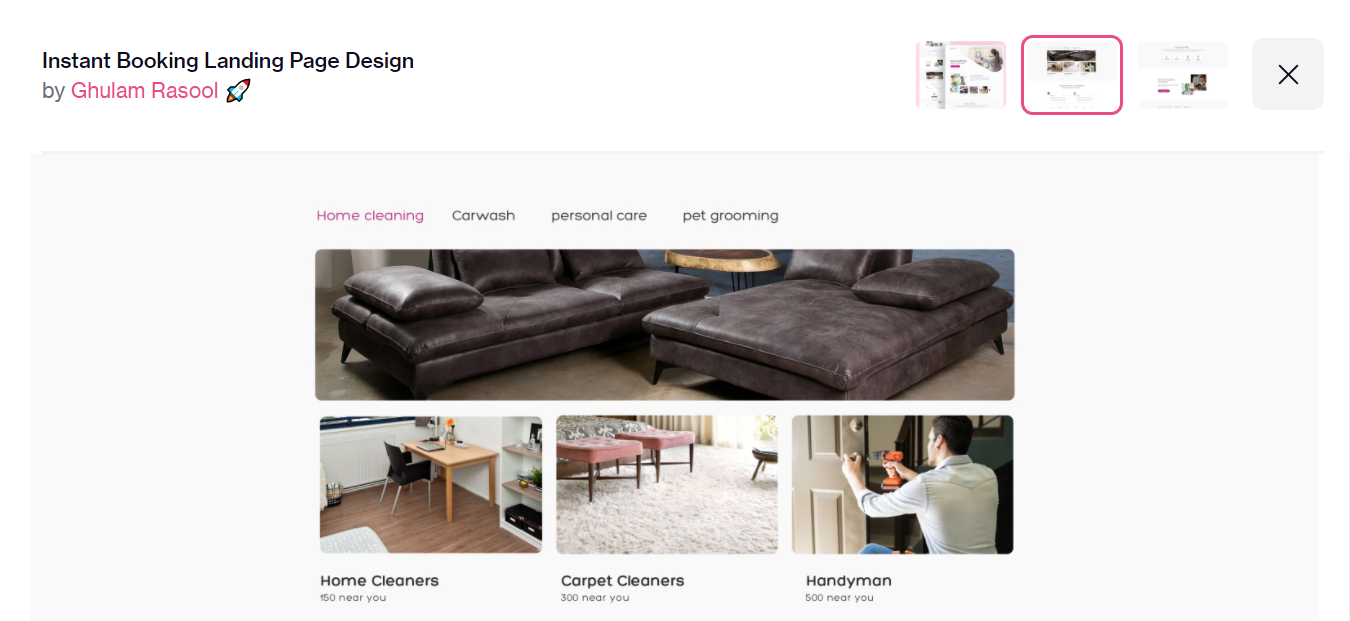 Instant Booking Landing Page Design
by Ghulam Rasool 🚀
Home cleaning Carwash personal care pet grooming
Home Cleaners Carpet Cleaners Handyman
150 near you 300 near you 500 near you